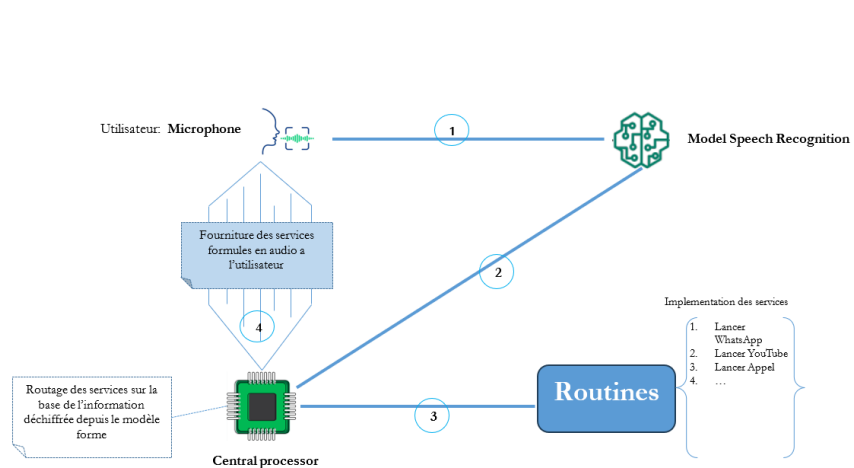 Utilisateur: Microphone
1
Model Speech Recognition
Fourniture des services
formules en audio a
l'utilisateur
2
4
Implementation des services
1. Lancer
WhatsApp
2. Lancer YouTube
3. Lancer Appel
4. …
Routines
Routage des services sur la
base de l'information
déchiffrée depuis le modèle
forme
3
Central processor